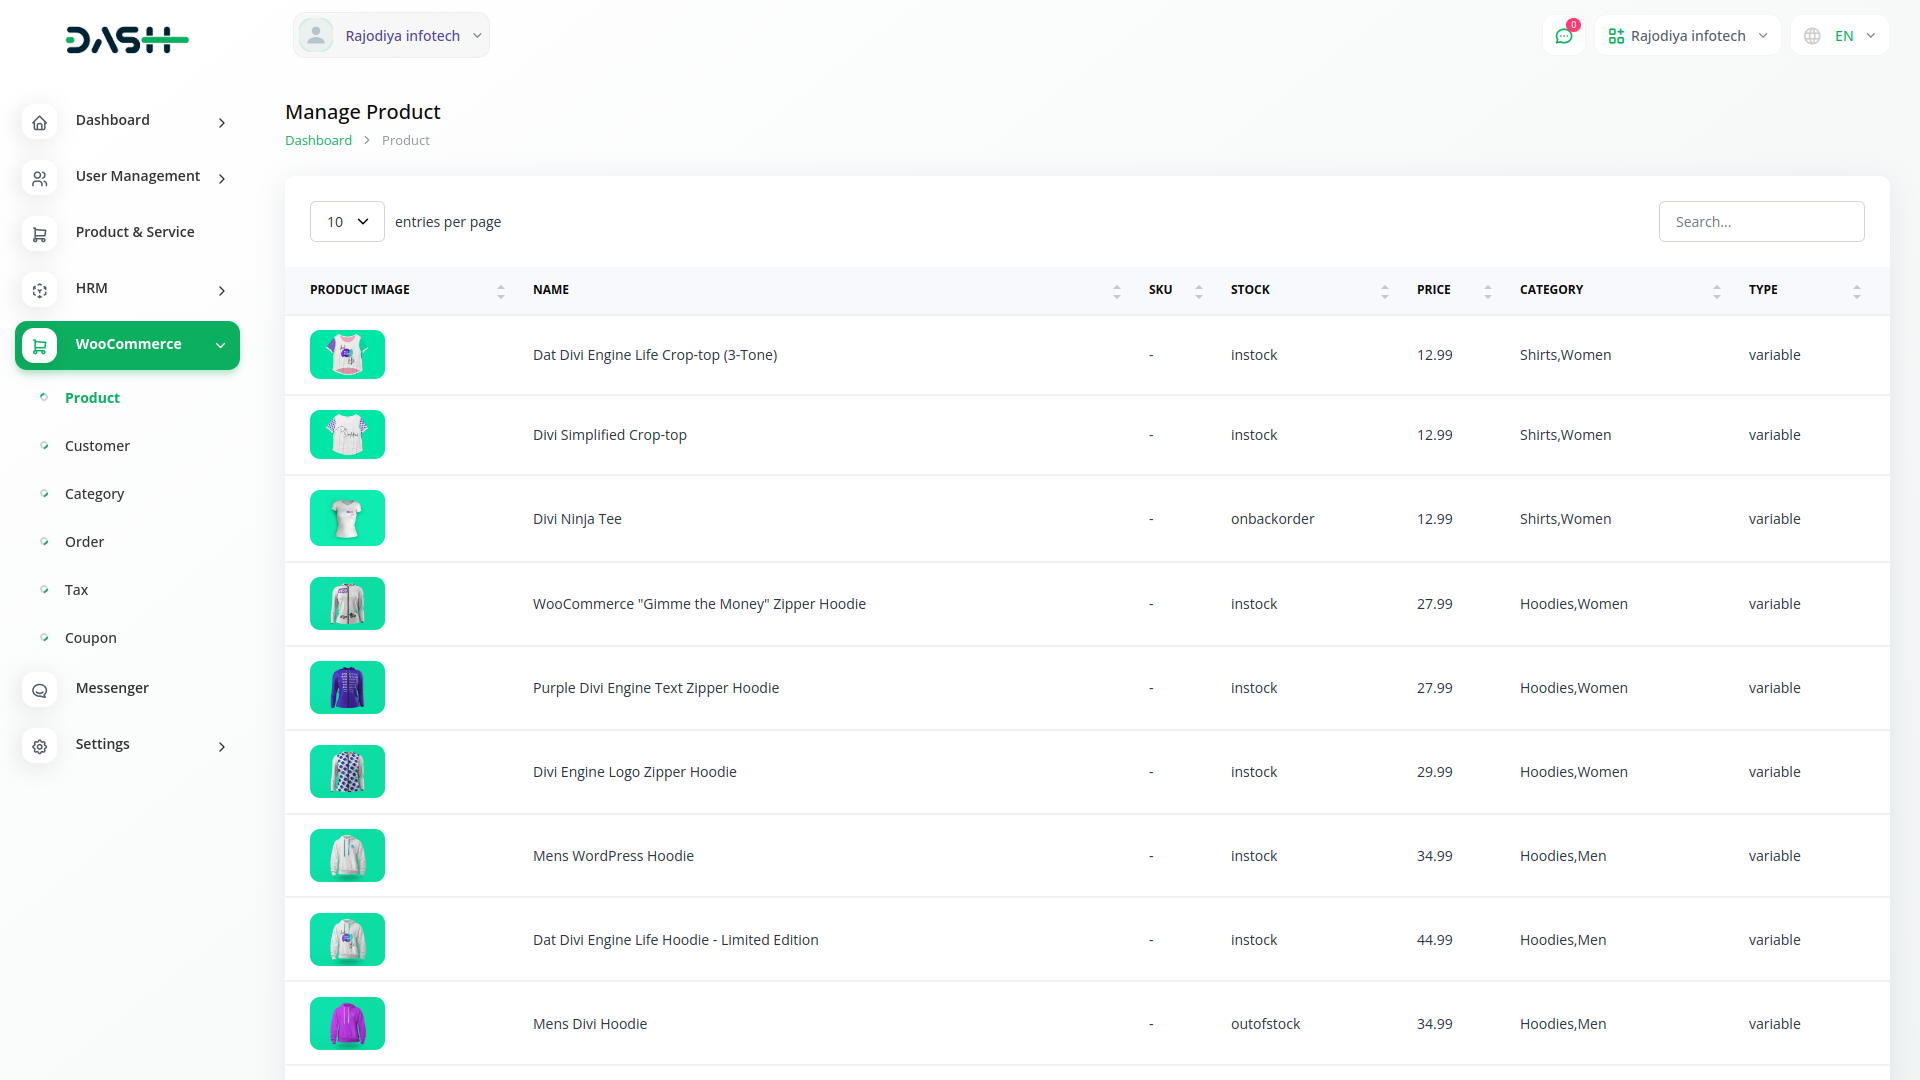 DASH
Rajodiya infotech
0
Rajodiya infotech
EN
Dashboard
User Management
Product & Service
HRM
WooCommerce
Product
Customer
Category
Order
Tax
Coupon
Messenger
Settings
Manage Product
Dashboard > Product
10 entries per page
Search...
PRODUCT IMAGE NAME SKU STOCK PRICE CATEGORY TYPE
Dat Divi Engine Life Crop-top (3-Tone) - instock 12.99 Shirts,Women variable
Divi Simplified Crop-top - instock 12.99 Shirts,Women variable
Divi Ninja Tee - onbackorder 12.99 Shirts,Women variable
WooCommerce "Gimme the Money" Zipper Hoodie - instock 27.99 Hoodies,Women variable
Purple Divi Engine Text Zipper Hoodie - instock 27.99 Hoodies,Women variable
Divi Engine Logo Zipper Hoodie - instock 29.99 Hoodies,Women variable
Mens WordPress Hoodie - instock 34.99 Hoodies,Men variable
Dat Divi Engine Life Hoodie - Limited Edition - instock 44.99 Hoodies,Men variable
Mens Divi Hoodie - outofstock 34.99 Hoodies,Men variable